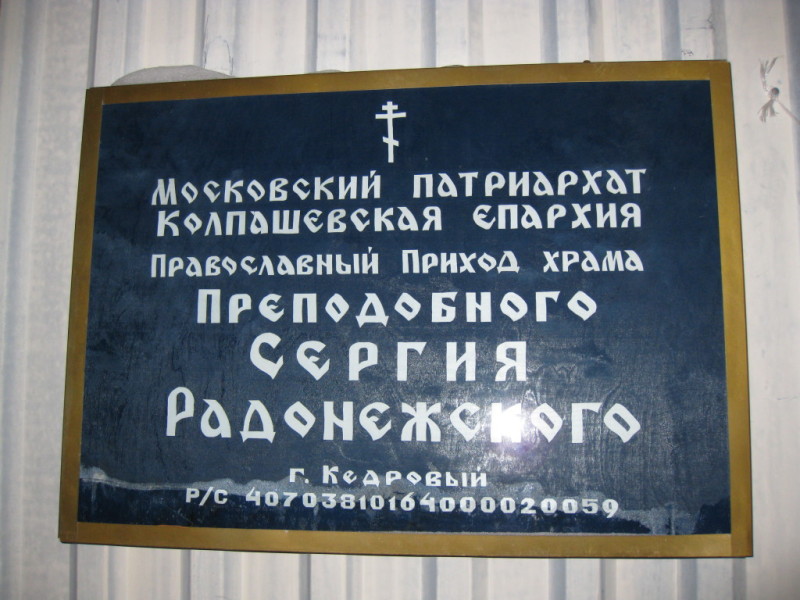 Московский патриархат
Колпашевская епархия
Православный Приход храма
Преподобного
Сергия
Радонежского
г. Кедровый
Р/С 40703810164000020059